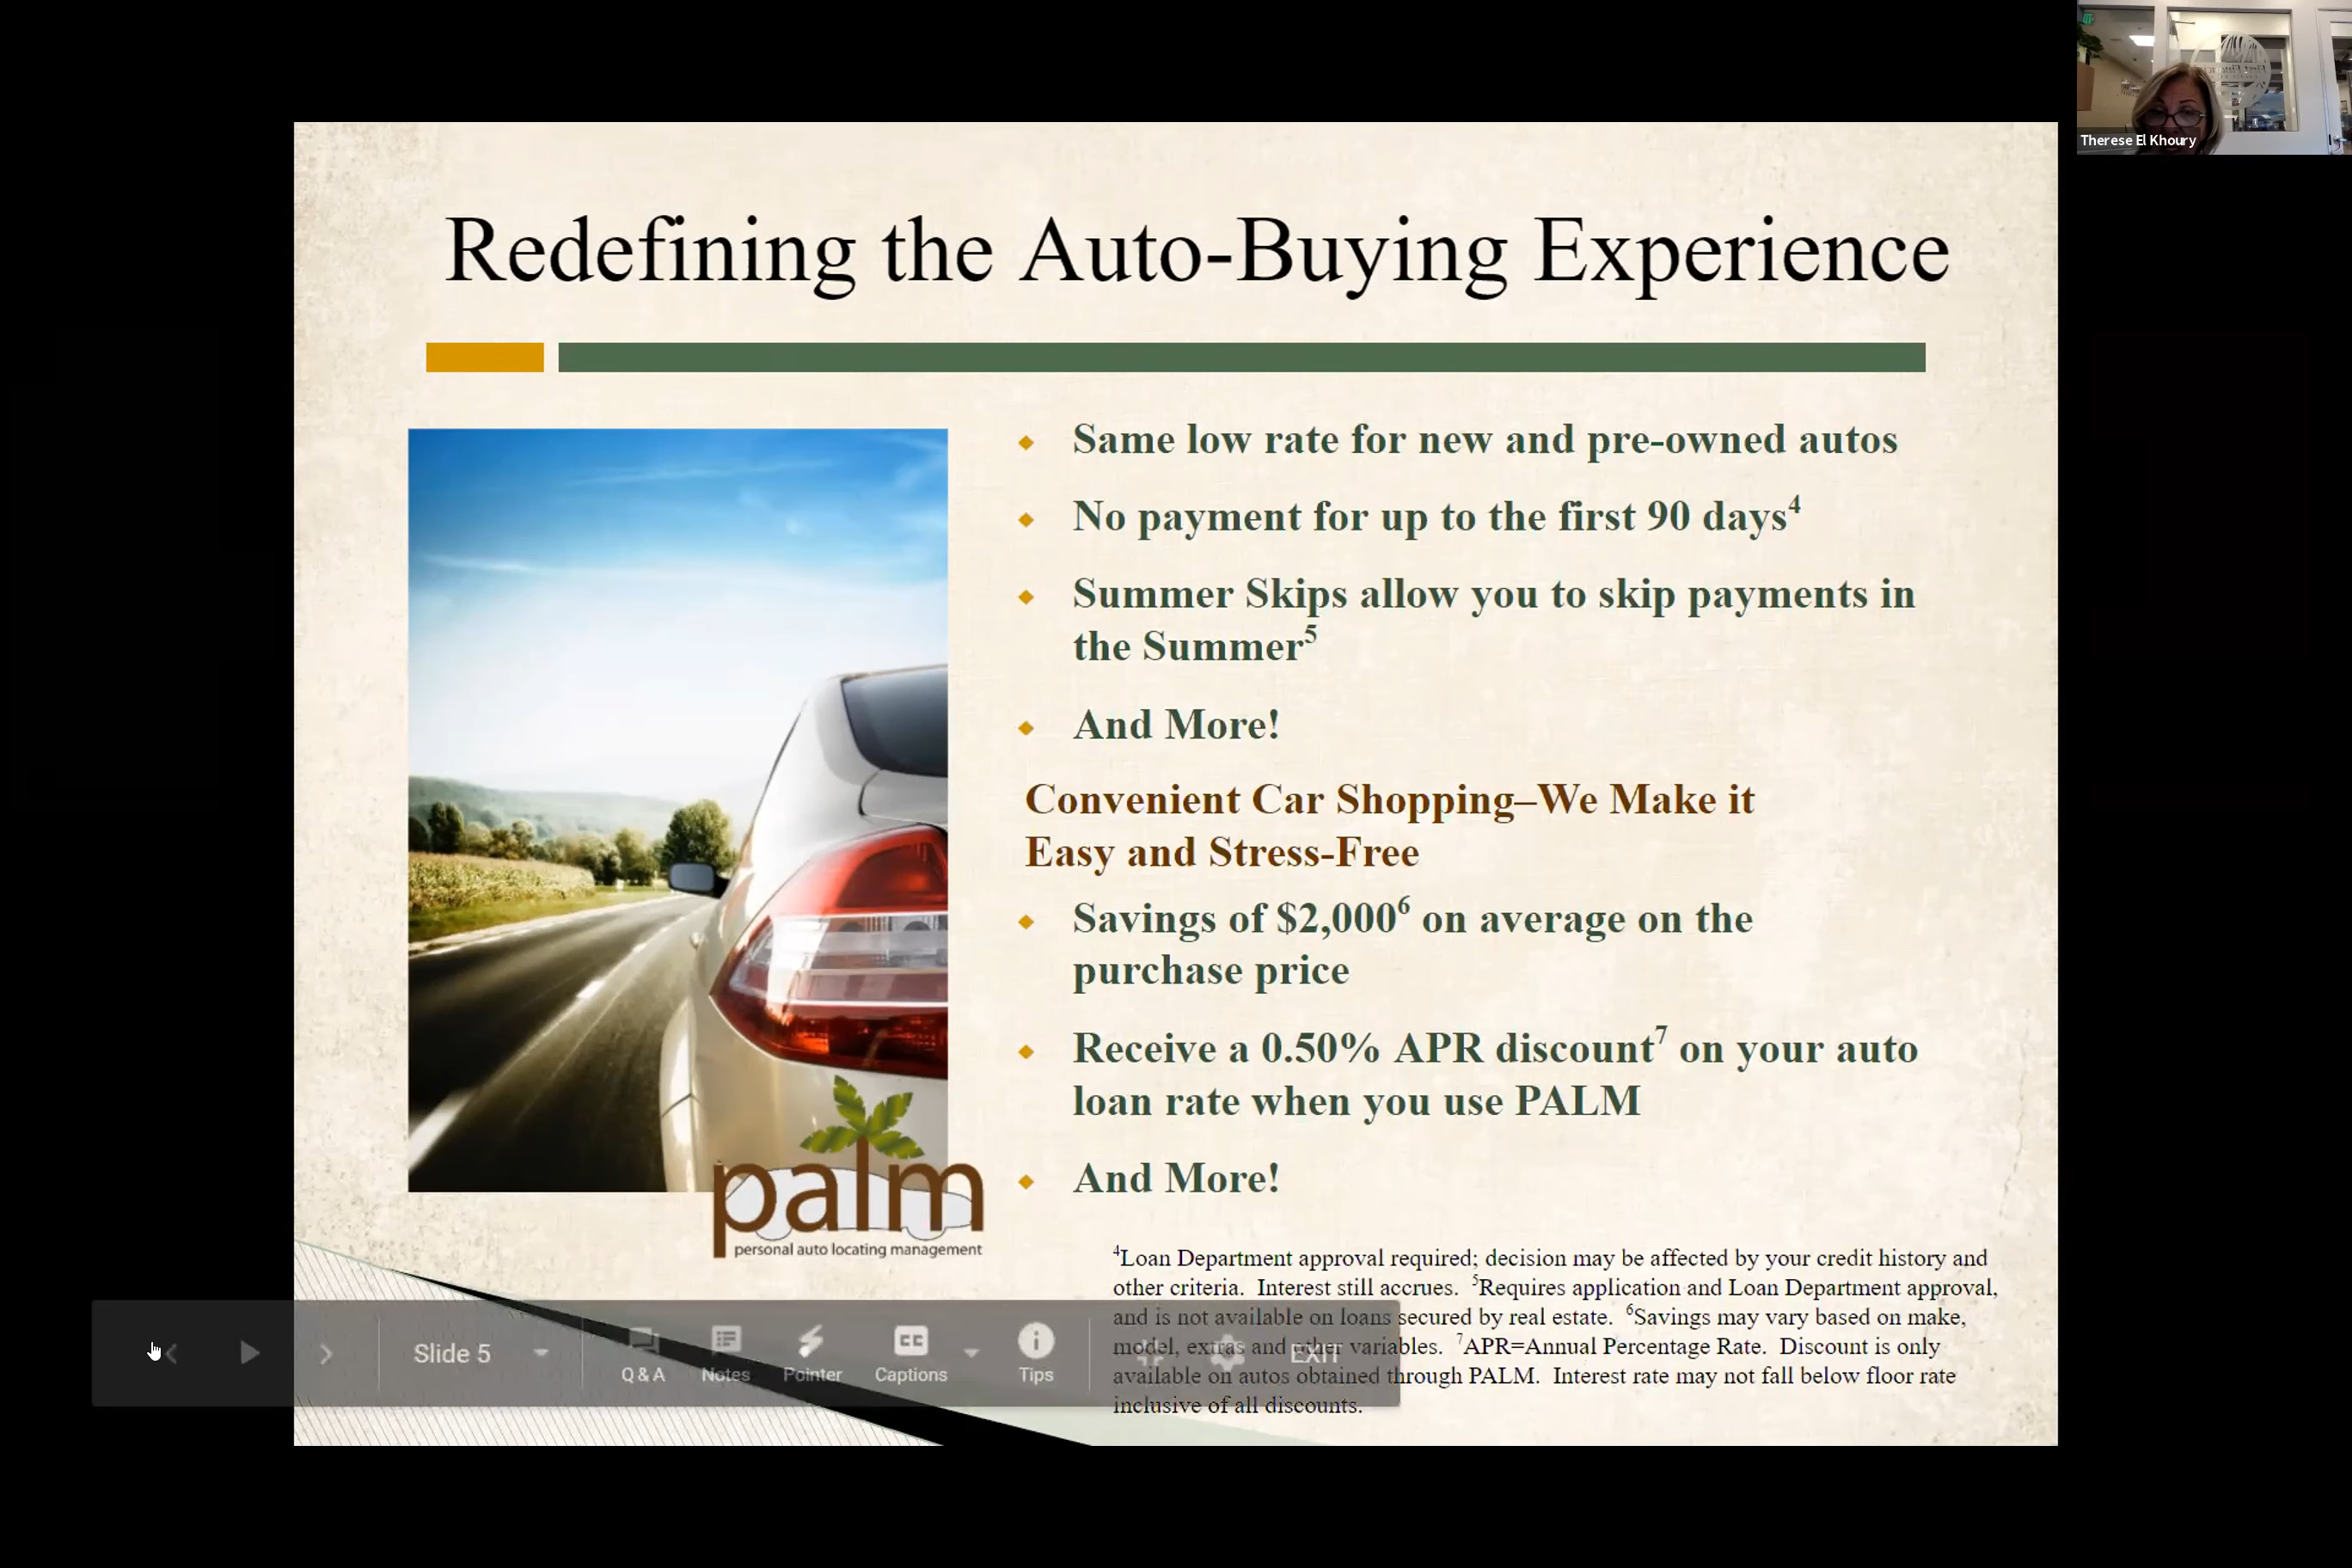 Therese El Khoury
Redefining the Auto-Buying Experience
Same low rate for new and pre-owned autos
No payment for up to the first 90 days⁴
Summer Skips allow you to skip payments in
the Summer⁵
And More!
Convenient Car Shopping–We Make it
Easy and Stress-Free
Savings of $2,000⁶ on average on the
purchase price
Receive a 0.50% APR discount⁷ on your auto
loan rate when you use PALM
And More!
palm
personal auto locating management
⁴Loan Department approval required; decision may be affected by your credit history and
other criteria.  Interest still accrues.  ⁵Requires application and Loan Department approval,
and is not available on loans secured by real estate.  ⁶Savings may vary based on make,
model, extras and other variables.  ⁷APR=Annual Percentage Rate.  Discount is only
available on autos obtained through PALM.  Interest rate may not fall below floor rate
inclusive of all discounts.
Slide 5
Q & A
Notes
Pointer
CC
Captions
Tips
EXIT